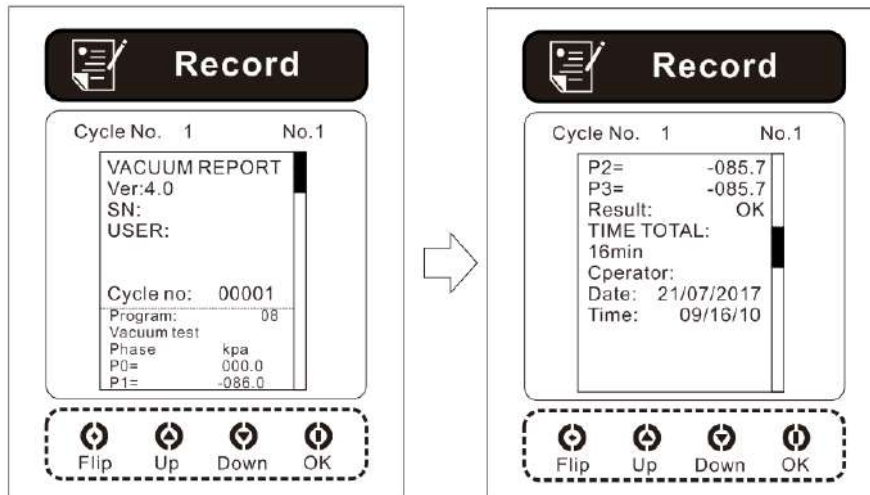 Record
Cycle No. 1 No.1
VACUUM REPORT
Ver:4.0
SN:
USER:
Cycle no: 00001
Program: 08
Vacuum test
Phase kpa
P0= 000.0
P1= -086.0
Flip Up Down OK
Record
Cycle No. 1 No.1
P2= -085.7
P3= -085.7
Result: OK
TIME TOTAL:
16min
Cperator:
Date: 21/07/2017
Time: 09/16/10
Flip Up Down OK